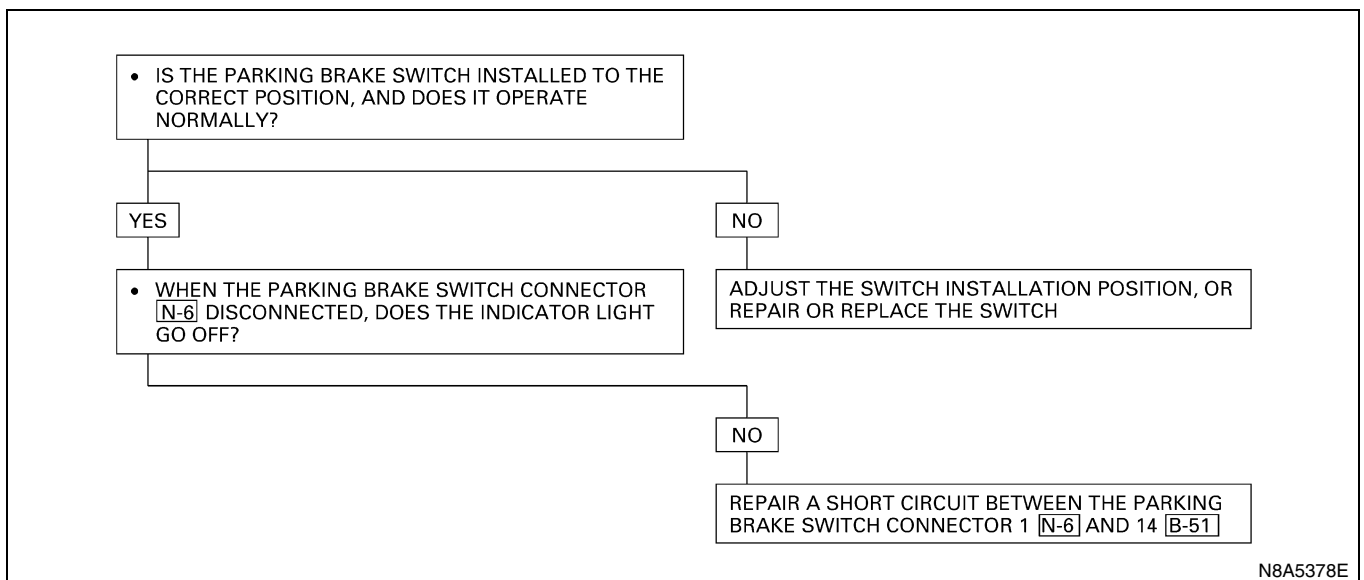 • IS THE PARKING BRAKE SWITCH INSTALLED TO THE
CORRECT POSITION, AND DOES IT OPERATE
NORMALLY?
YES
NO
• WHEN THE PARKING BRAKE SWITCH CONNECTOR
N-6 DISCONNECTED, DOES THE INDICATOR LIGHT
GO OFF?
ADJUST THE SWITCH INSTALLATION POSITION, OR
REPAIR OR REPLACE THE SWITCH
NO
REPAIR A SHORT CIRCUIT BETWEEN THE PARKING
BRAKE SWITCH CONNECTOR 1 N-6 AND 14 B-51
N8A5378E